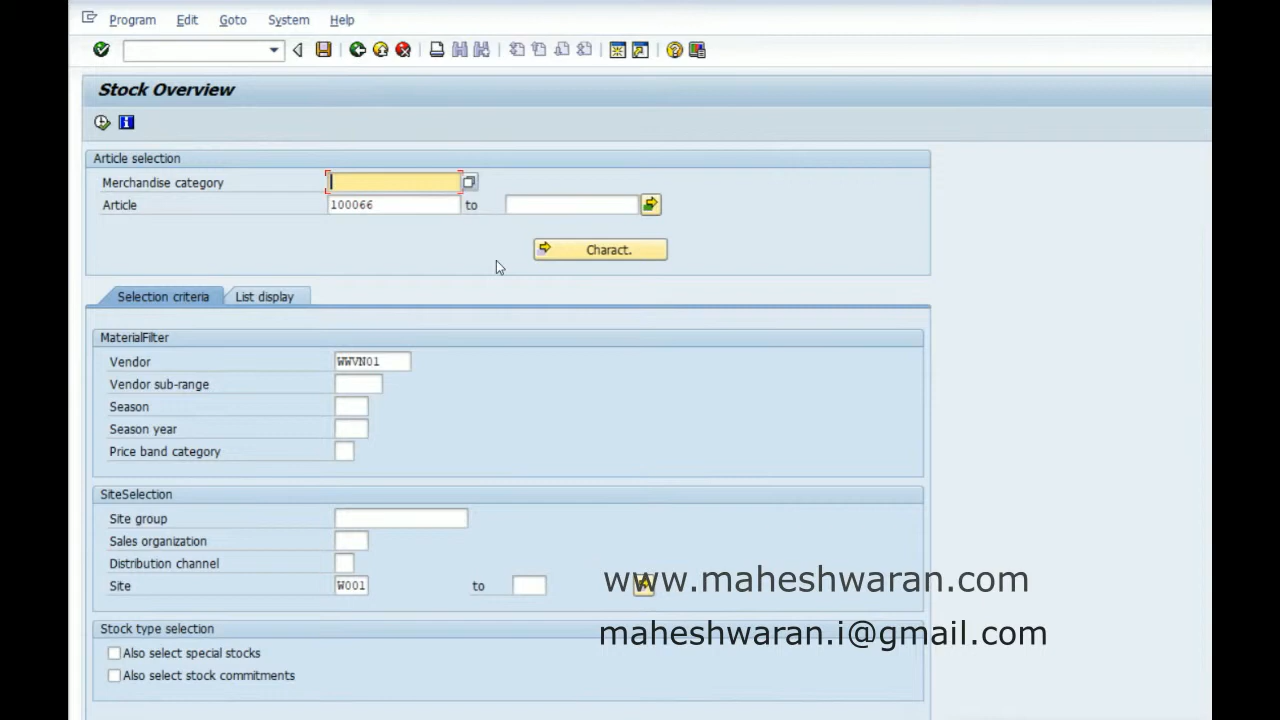 Program Edit Goto System Help
Stock Overview
Article selection
Merchandise category
Article 100066 to
Charact.
Selection criteria List display
MaterialFilter
Vendor WWVN01
Vendor sub-range
Season
Season year
Price band category
SiteSelection
Site group
Sales organization
Distribution channel
Site W001 to
www.maheshwaran.com
Stock type selection
maheshwaran.i@gmail.com
Also select special stocks
Also select stock commitments